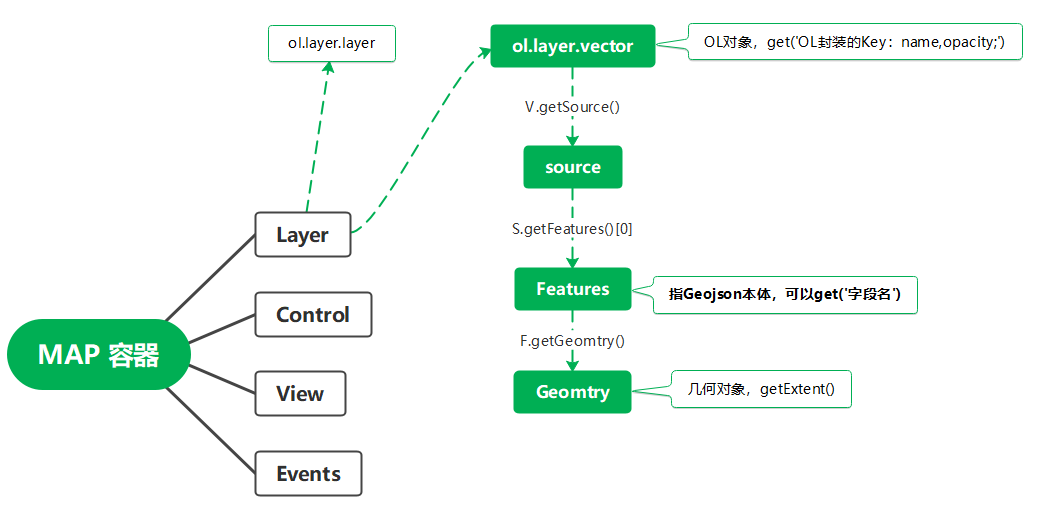 ol.layer.layer
ol.layer.vector
OL对象，get('OL封装的Key：name,opacity;')
V.getSource()
source
S.getFeatures()[0]
Layer
Features
指Geojson本体，可以get('字段名')
Control
F.getGeomtry()
MAP 容器
View
Geomtry
几何对象，getExtent()
Events